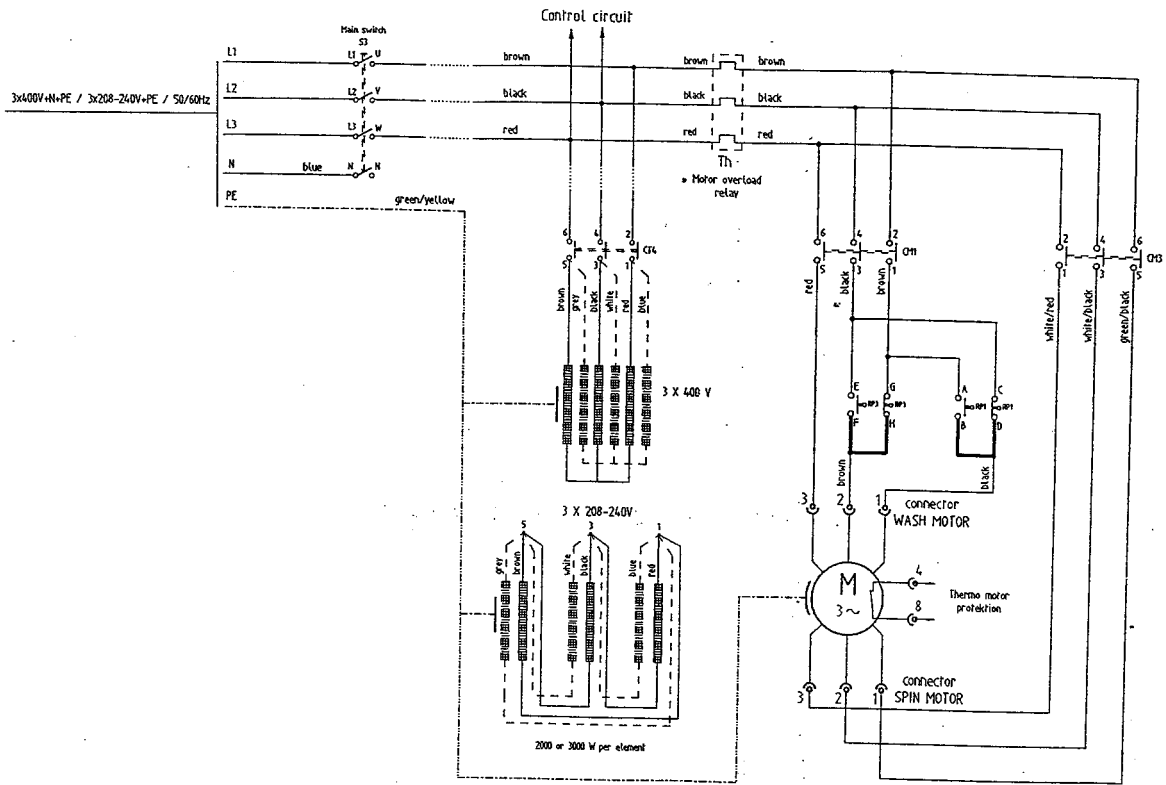 Control circuit
Main switch
S3
L1
L1
U
brown
brown
brown
3x400V+N+PE / 3x208-240V+PE / 50/60Hz
L2
L2
V
black
black
black
L3
L3
W
red
red
red
N
blue
N
N
Th
* Motor overload
relay
PE
green/yellow
6
4
2
6
4
2
2
4
6
CM1
CM3
5
3
1
5
3
1
1
3
5
brown
grey
black
white
red
blue
red
black
brown
white/red
white/black
green/black
3 X 400 V
E
G
A
C
RP1
RP1
F
H
B
D
brown
black
3
2
1
connector
WASH MOTOR
3 X 208-240V
5
3
1
grey
brown
white
black
blue
red
M
3~
4
8
Thermo motor
protektion
3
2
1
connector
SPIN MOTOR
2000 or 3000 W per element